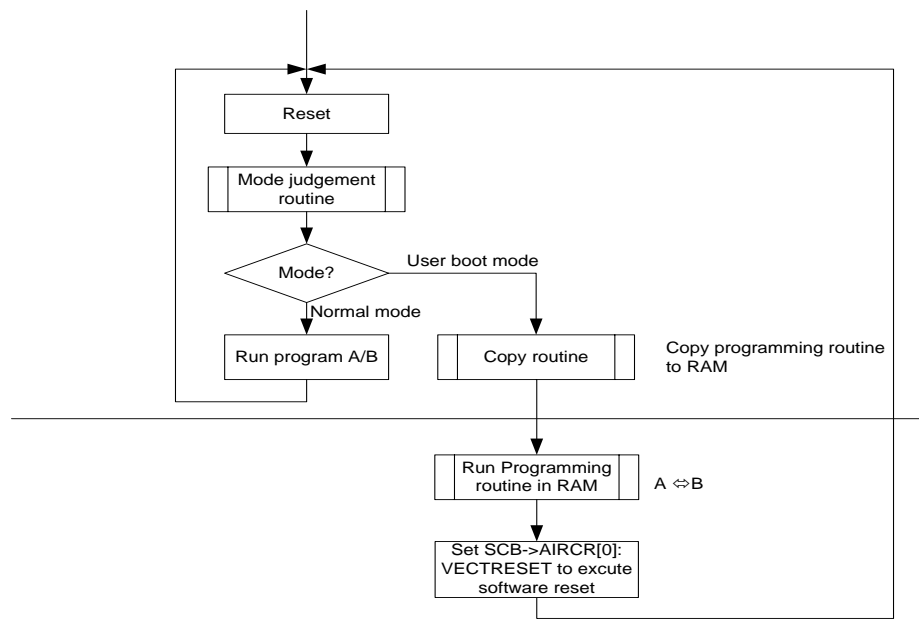 Reset
Mode judgement
routine
Mode?
User boot mode
Normal mode
Run program A/B
Copy routine
Copy programming routine
to RAM
Run Programming
routine in RAM
A ⇔B
Set SCB->AIRCR[0]:
VECTRESET to excute
software reset